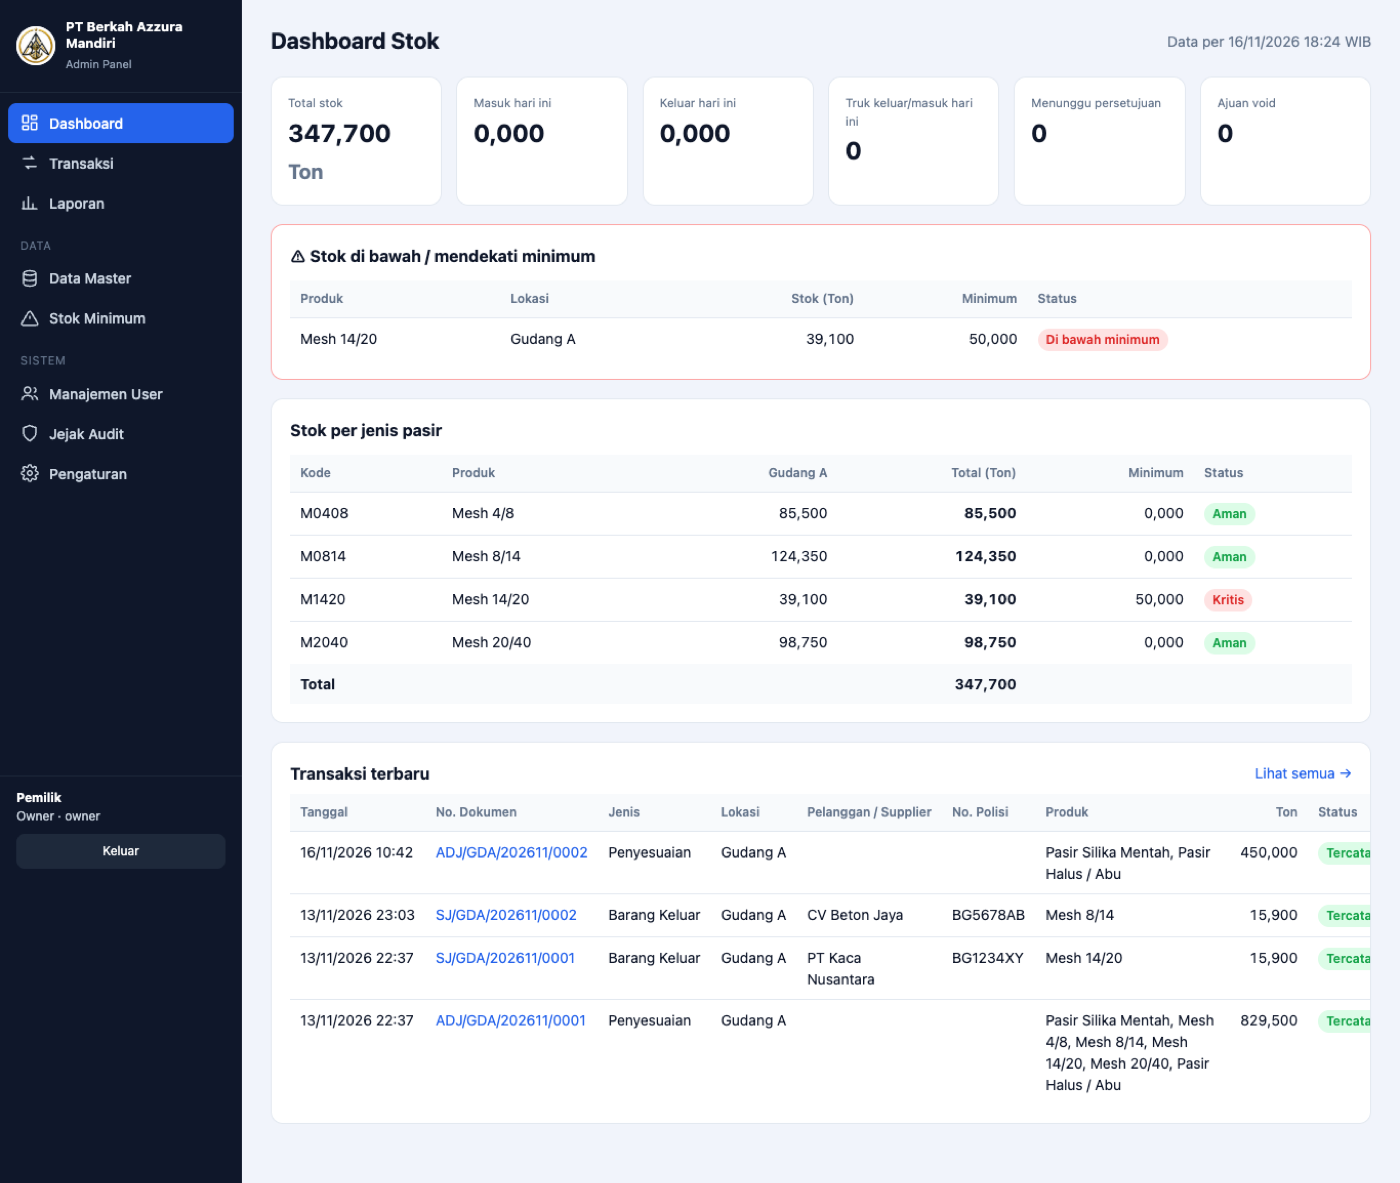 PT Berkah Azzura
Mandiri
Admin Panel
Dashboard
Transaksi
Laporan
DATA
Data Master
Stok Minimum
SISTEM
Manajemen User
Jejak Audit
Pengaturan
Pemilik
Owner · owner
Keluar
Dashboard Stok
Data per 16/11/2026 18:24 WIB
Total stok
347,700
Ton
Masuk hari ini
0,000
Keluar hari ini
0,000
Truk keluar/masuk hari
ini
0
Menunggu persetujuan
0
Ajuan void
0
Stok di bawah / mendekati minimum
Produk Lokasi Stok (Ton) Minimum Status
Mesh 14/20 Gudang A 39,100 50,000 Di bawah minimum
Stok per jenis pasir
Kode Produk Gudang A Total (Ton) Minimum Status
M0408 Mesh 4/8 85,500 85,500 0,000 Aman
M0814 Mesh 8/14 124,350 124,350 0,000 Aman
M1420 Mesh 14/20 39,100 39,100 50,000 Kritis
M2040 Mesh 20/40 98,750 98,750 0,000 Aman
Total 347,700
Transaksi terbaru
Lihat semua →
Tanggal No. Dokumen Jenis Lokasi Pelanggan / Supplier No. Polisi Produk Ton Status
16/11/2026 10:42 ADJ/GDA/202611/0002 Penyesuaian Gudang A Pasir Silika Mentah, Pasir 450,000 Tercata
Halus / Abu
13/11/2026 23:03 SJ/GDA/202611/0002 Barang Keluar Gudang A CV Beton Jaya BG5678AB Mesh 8/14 15,900 Tercata
13/11/2026 22:37 SJ/GDA/202611/0001 Barang Keluar Gudang A PT Kaca BG1234XY Mesh 14/20 15,900 Tercata
Nusantara
13/11/2026 22:37 ADJ/GDA/202611/0001 Penyesuaian Gudang A Pasir Silika Mentah, Mesh 829,500 Tercata
4/8, Mesh 8/14, Mesh
14/20, Mesh 20/40, Pasir
Halus / Abu